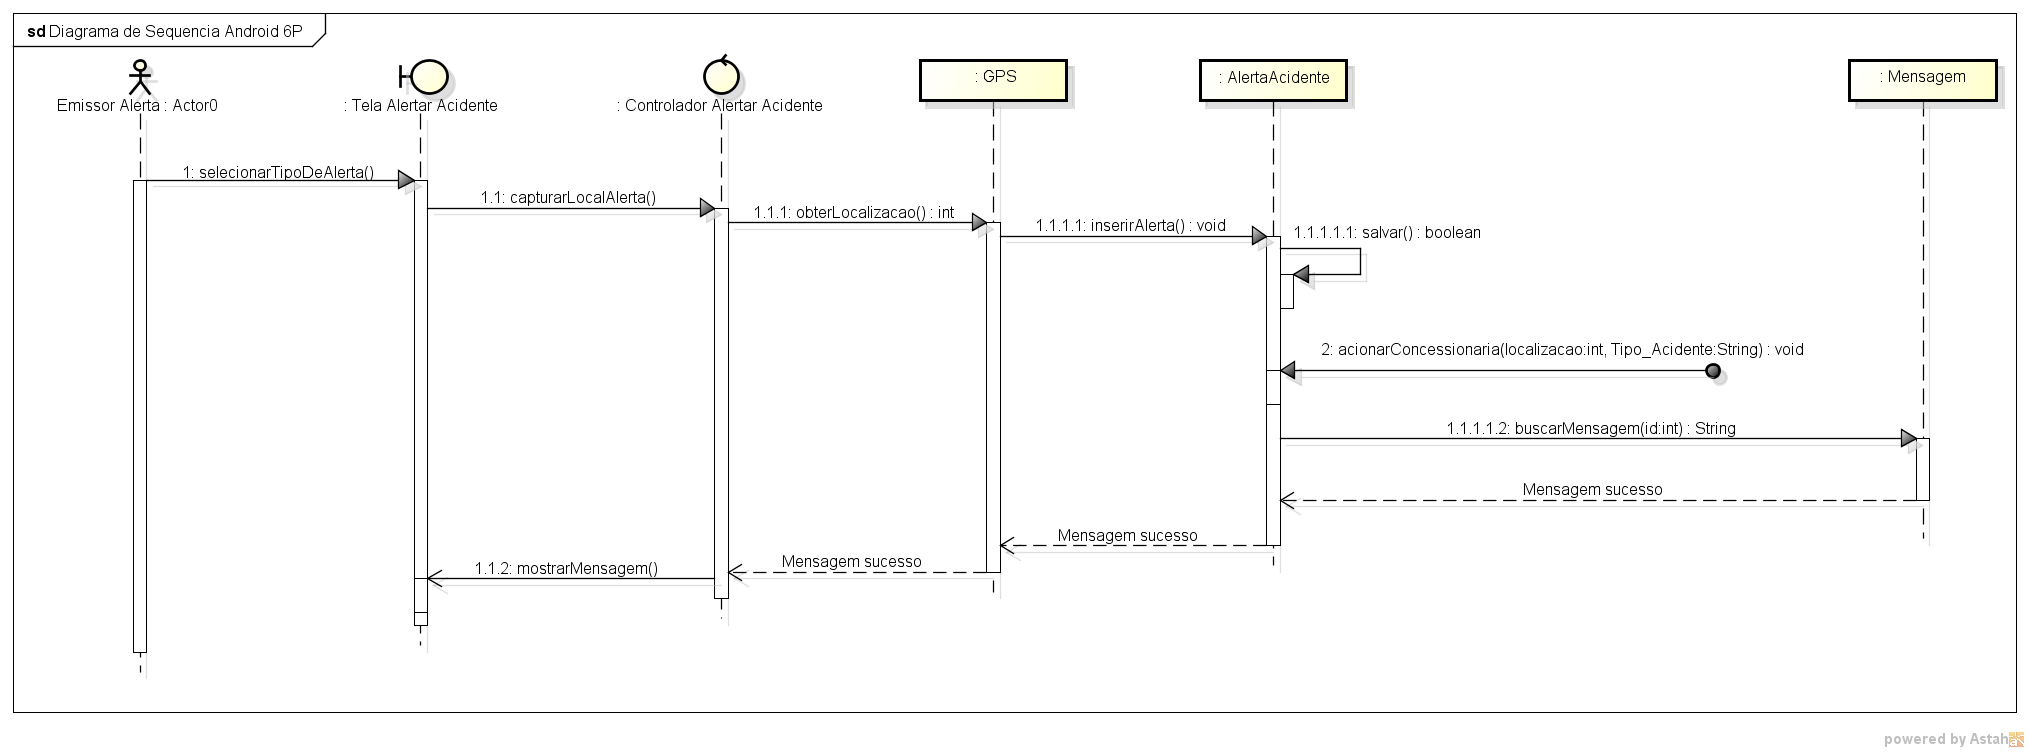 sd Diagrama de Sequencia Android 6P
Emissor Alerta : Actor0
: Tela Alertar Acidente
: Controlador Alertar Acidente
: GPS
: AlertaAcidente
: Mensagem
1: selecionarTipoDeAlerta()
1.1: capturarLocalAlerta()
1.1.1: obterLocalizacao() : int
1.1.1.1: inserirAlerta() : void
1.1.1.1.1: salvar() : boolean
2: acionarConcessionaria(localizacao:int, Tipo_Acidente:String) : void
1.1.1.1.2: buscarMensagem(id:int) : String
Mensagem sucesso
Mensagem sucesso
Mensagem sucesso
1.1.2: mostrarMensagem()
powered by Astah